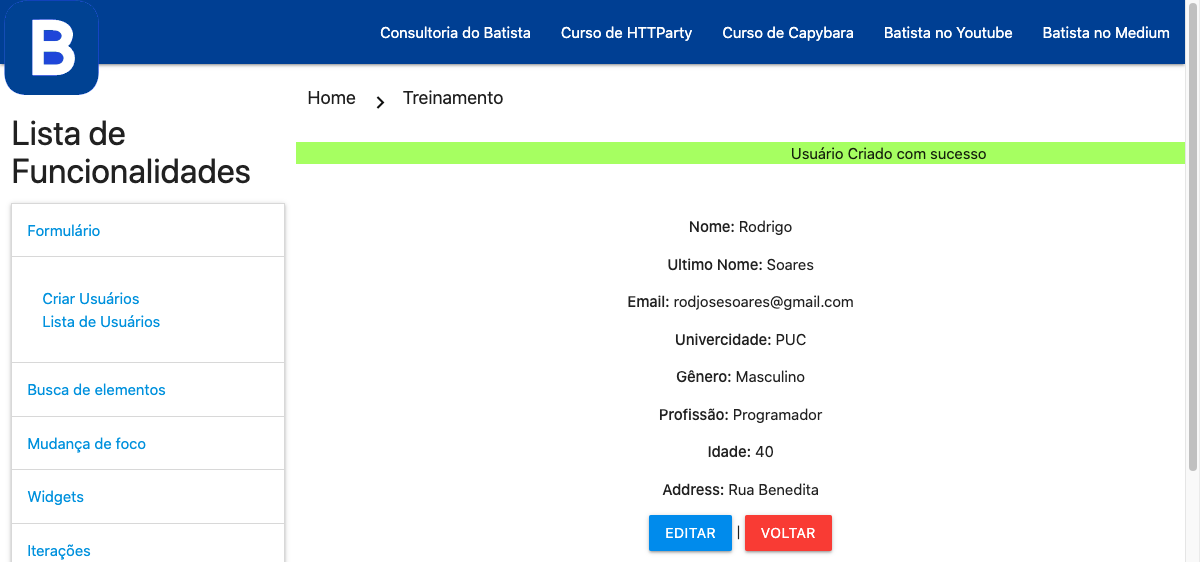 B
Consultoria do Batista Curso de HTTParty Curso de Capybara Batista no Youtube Batista no Medium
Home Treinamento
Lista de
Funcionalidades
Formulário
Criar Usuários
Lista de Usuários
Busca de elementos
Mudança de foco
Widgets
Iterações
Usuário Criado com sucesso
Nome: Rodrigo
Ultimo Nome: Soares
Email: rodjosesoares@gmail.com
Univercidade: PUC
Gênero: Masculino
Profissão: Programador
Idade: 40
Address: Rua Benedita
EDITAR | VOLTAR